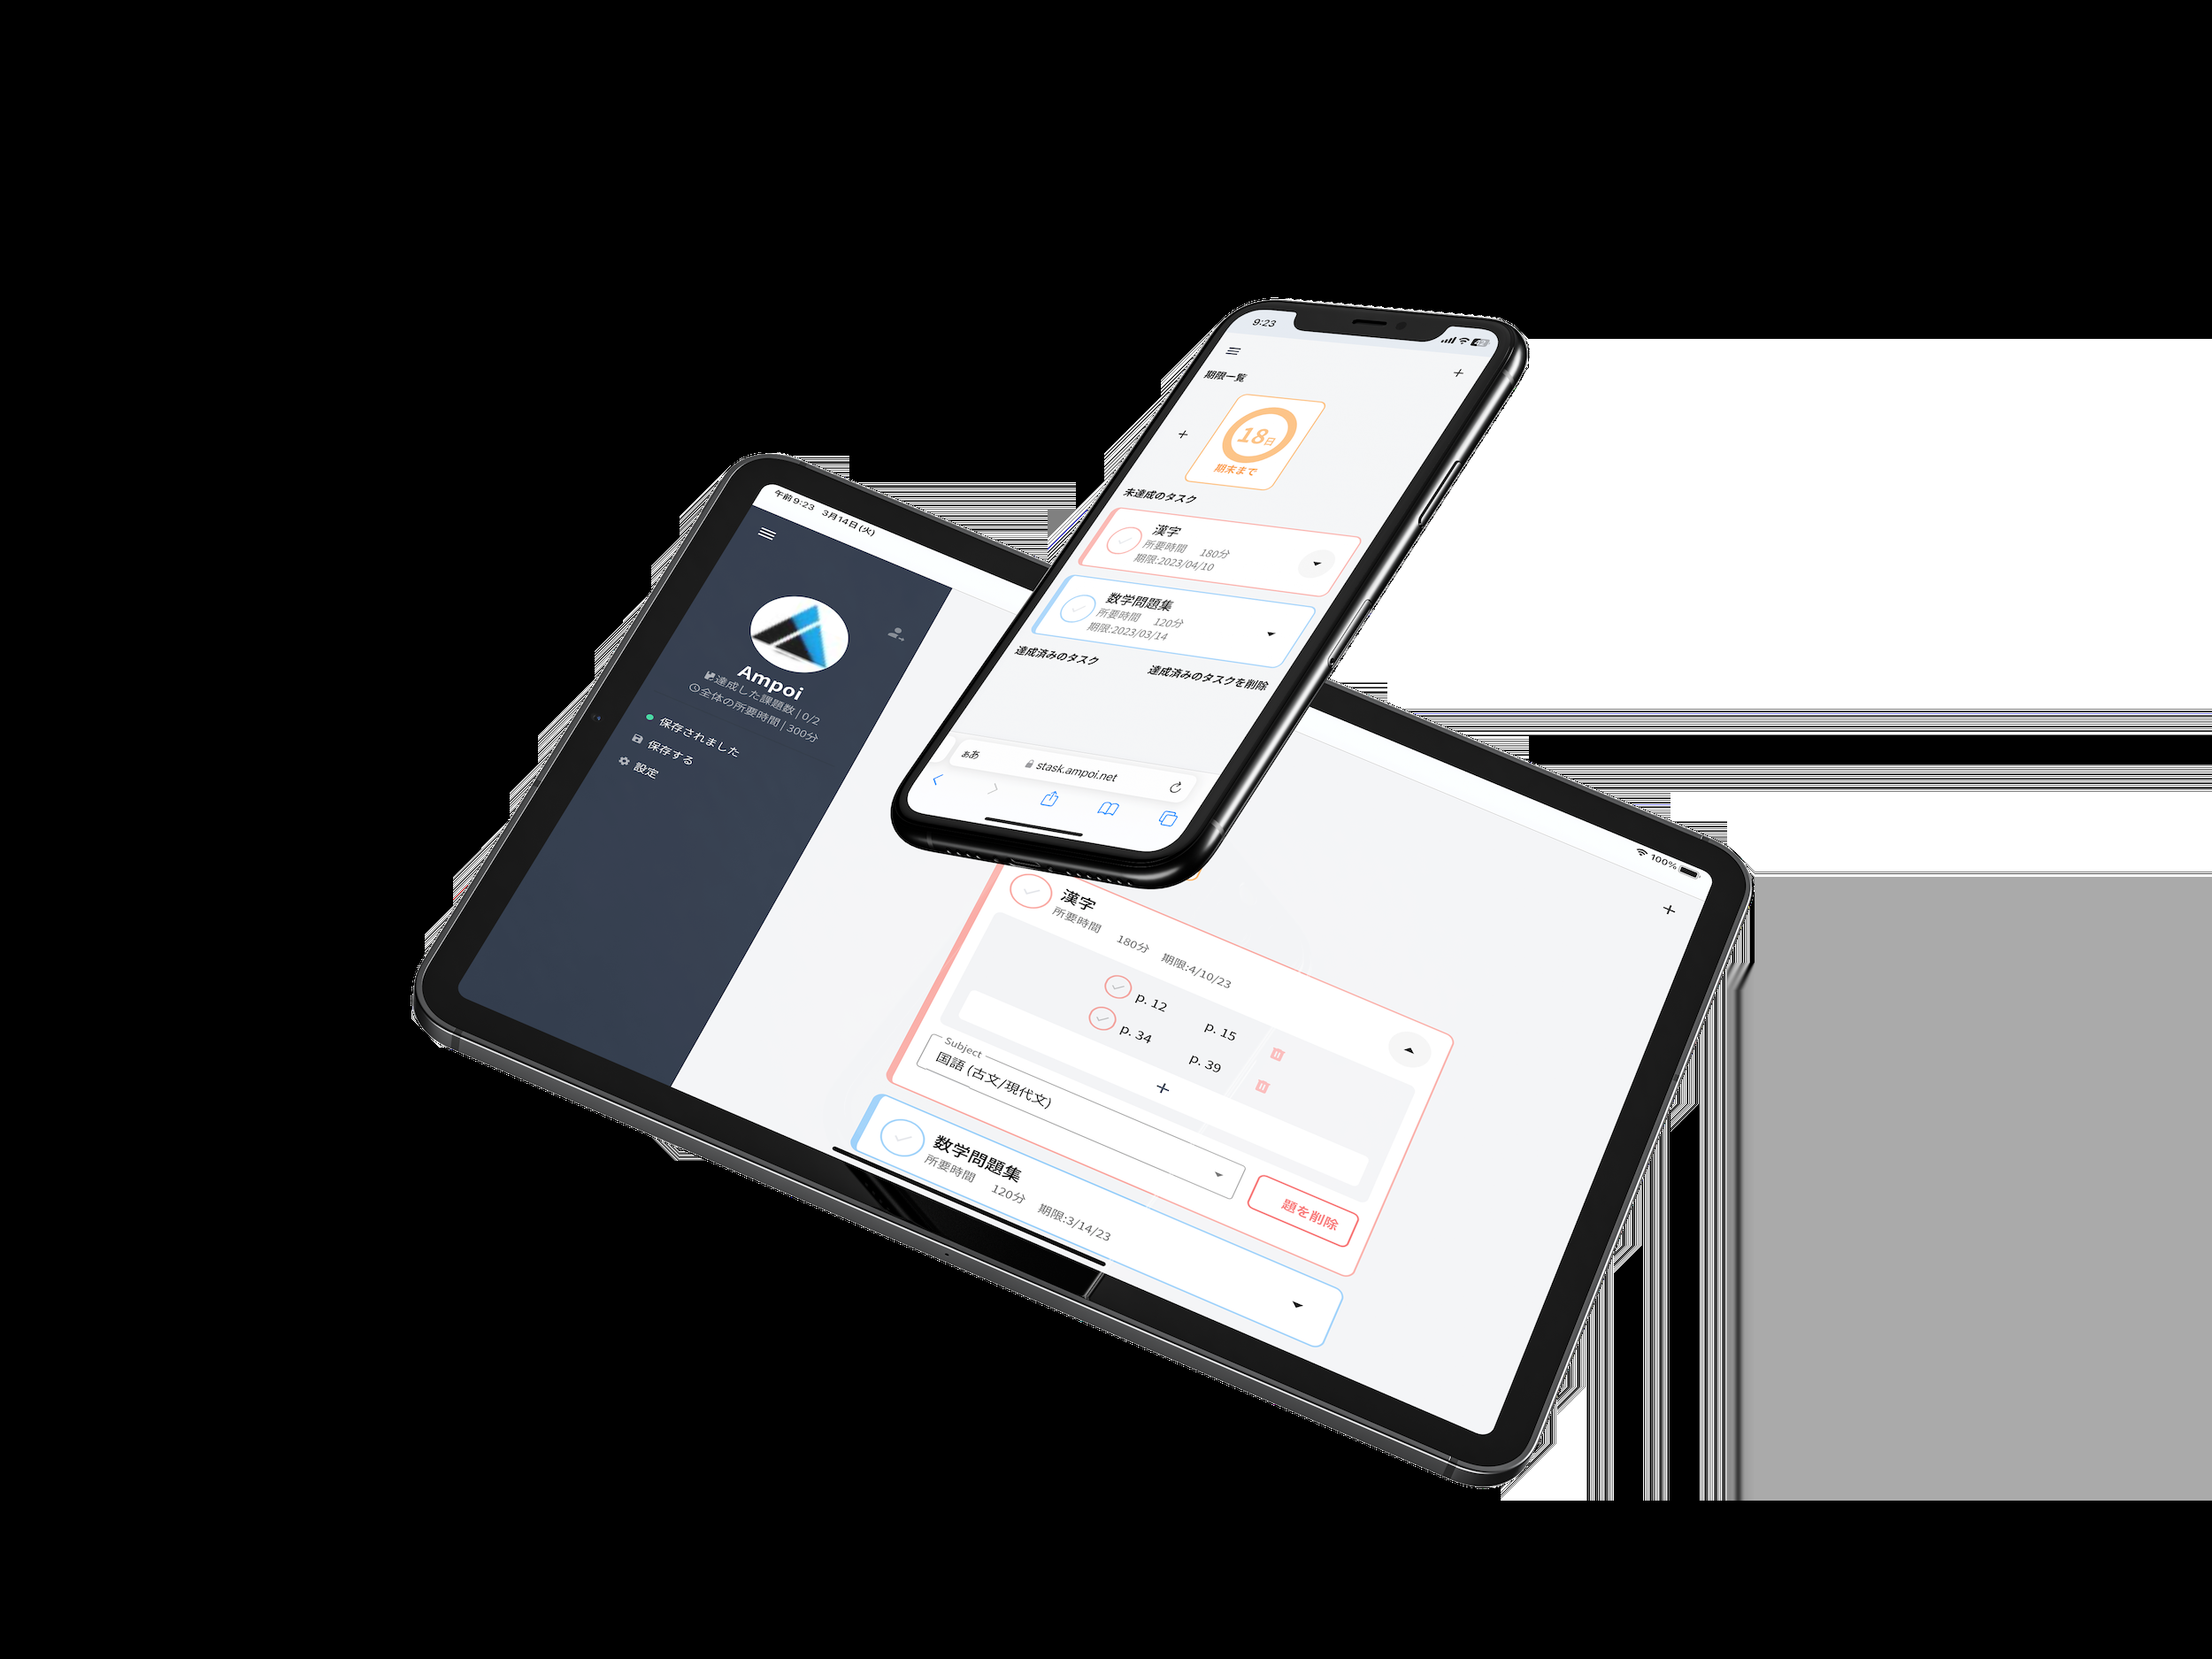 9:23
期限一覧
18日
期末まで
未達成のタスク
漢字
所要時間 180分
期限:2023/04/10
数学問題集
所要時間 120分
期限:2023/03/14
達成済みのタスク
達成済みのタスクを削除
ぁあ
stask.ampoi.net
午前9:23 3月14日(火)
100%
Ampoi
達成した課題数 | 0/2
全体の所要時間 | 300分
保存されました
保存する
設定
漢字
所要時間 180分 期限:4/10/23
p. 12 p. 15
p. 34 p. 39
Subject
国語 (古文/現代文)
題を削除
数学問題集
所要時間 120分 期限:3/14/23